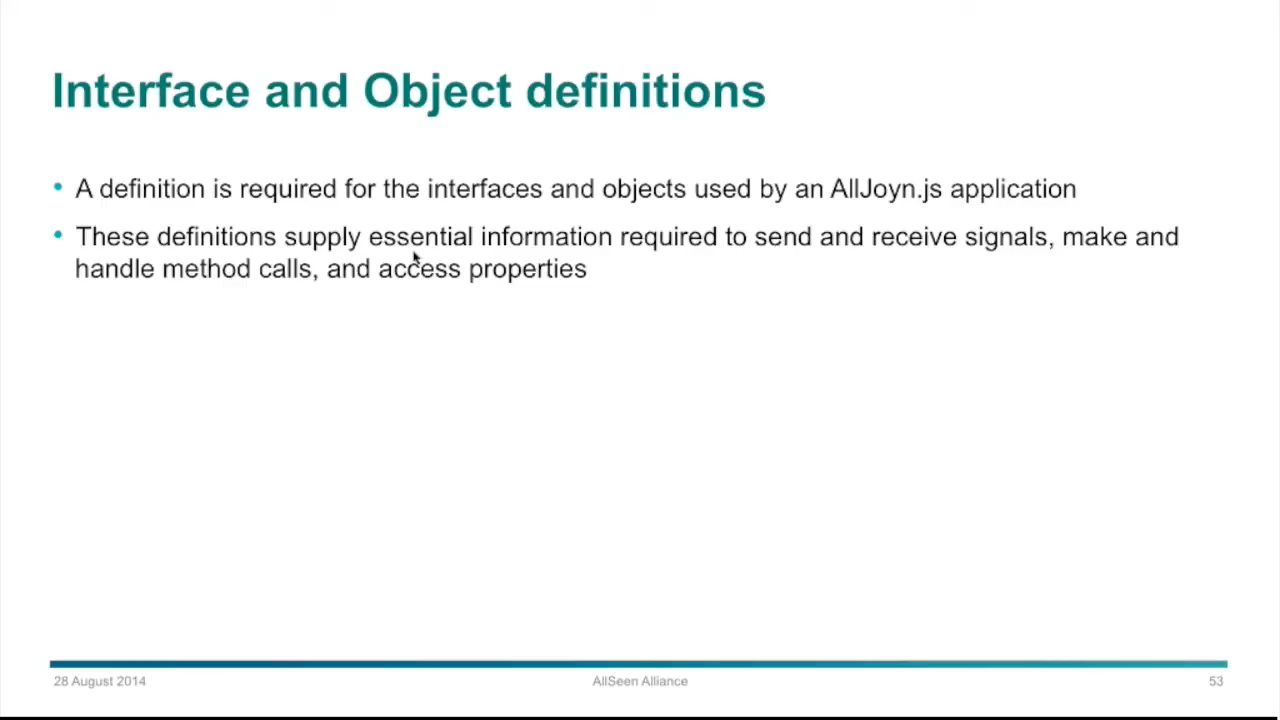 Interface and Object definitions
• A definition is required for the interfaces and objects used by an AllJoyn.js application
• These definitions supply essential information required to send and receive signals, make and
handle method calls, and access properties
28 August 2014
AllSeen Alliance
53